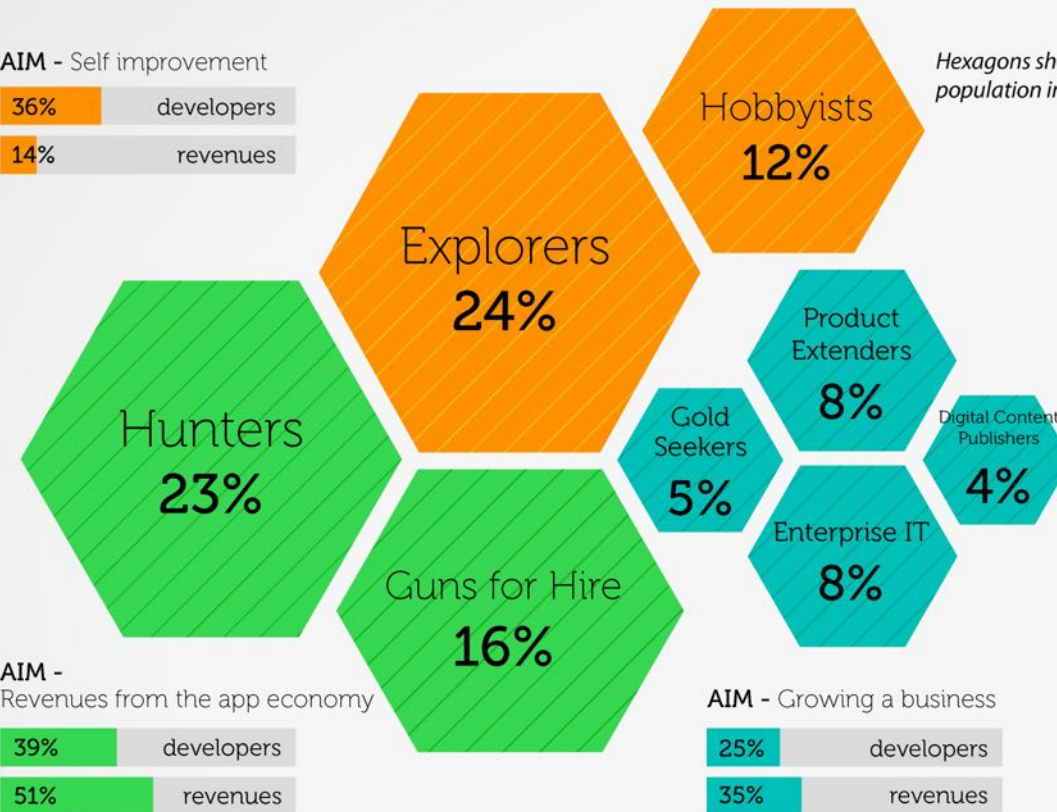 AIM - Self improvement
36% developers
14% revenues
Hexagons
population
Hobbyists
12%
Explorers
24%
Product
Extenders
8%
Hunters
23%
Gold
Seekers
5%
Digital Content
Publishers
4%
Enterprise IT
8%
Guns for Hire
16%
AIM -
Revenues from the app economy
39% developers
51% revenues
AIM - Growing a business
25% developers
35% revenues